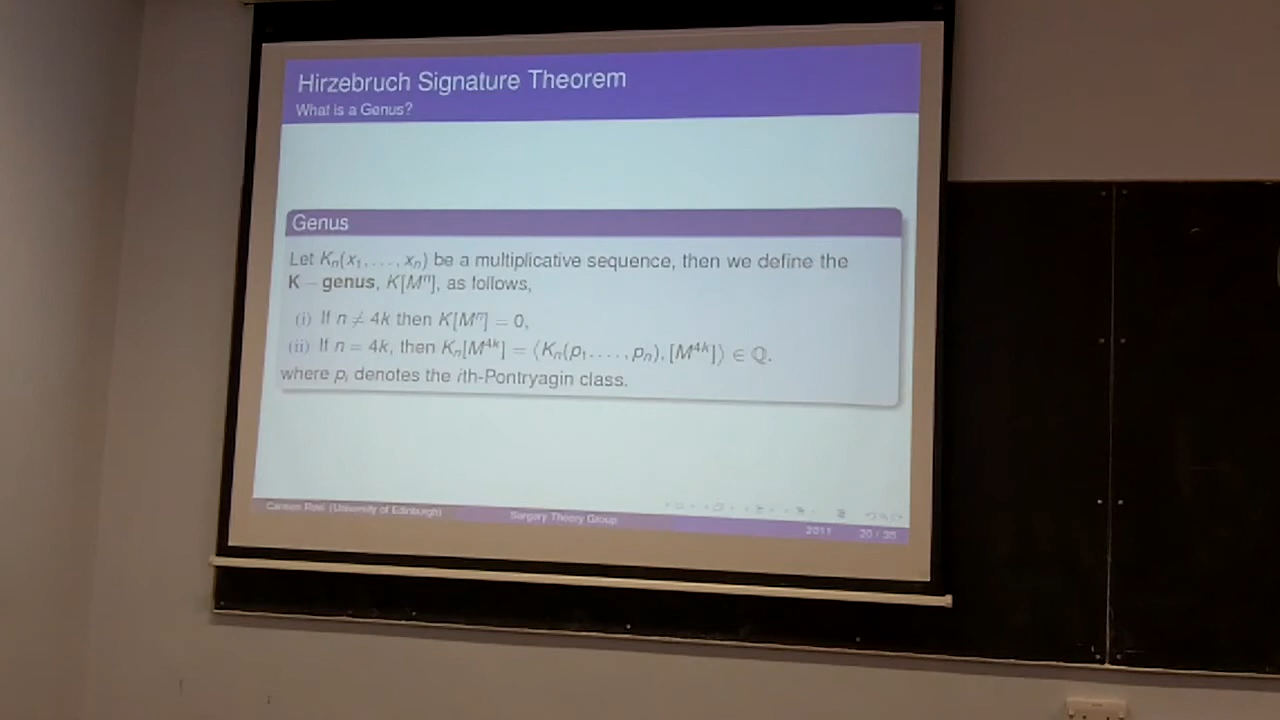 Hirzebruch Signature Theorem
What is a Genus?
Genus
Let Kₙ(x₁, . . . , xₙ) be a multiplicative sequence, then we define the
K – genus, K[Mⁿ], as follows,
(i) If n ≠ 4k then K[Mⁿ] = 0,
(ii) If n = 4k, then Kₙ[M⁴ᵏ] = ⟨Kₙ(p₁, . . . , pₙ), [M⁴ᵏ]⟩ ∈ ℚ.
where pᵢ denotes the ith-Pontryagin class.
(University of Edinburgh) Surgery Theory Group 2011 20 / 35